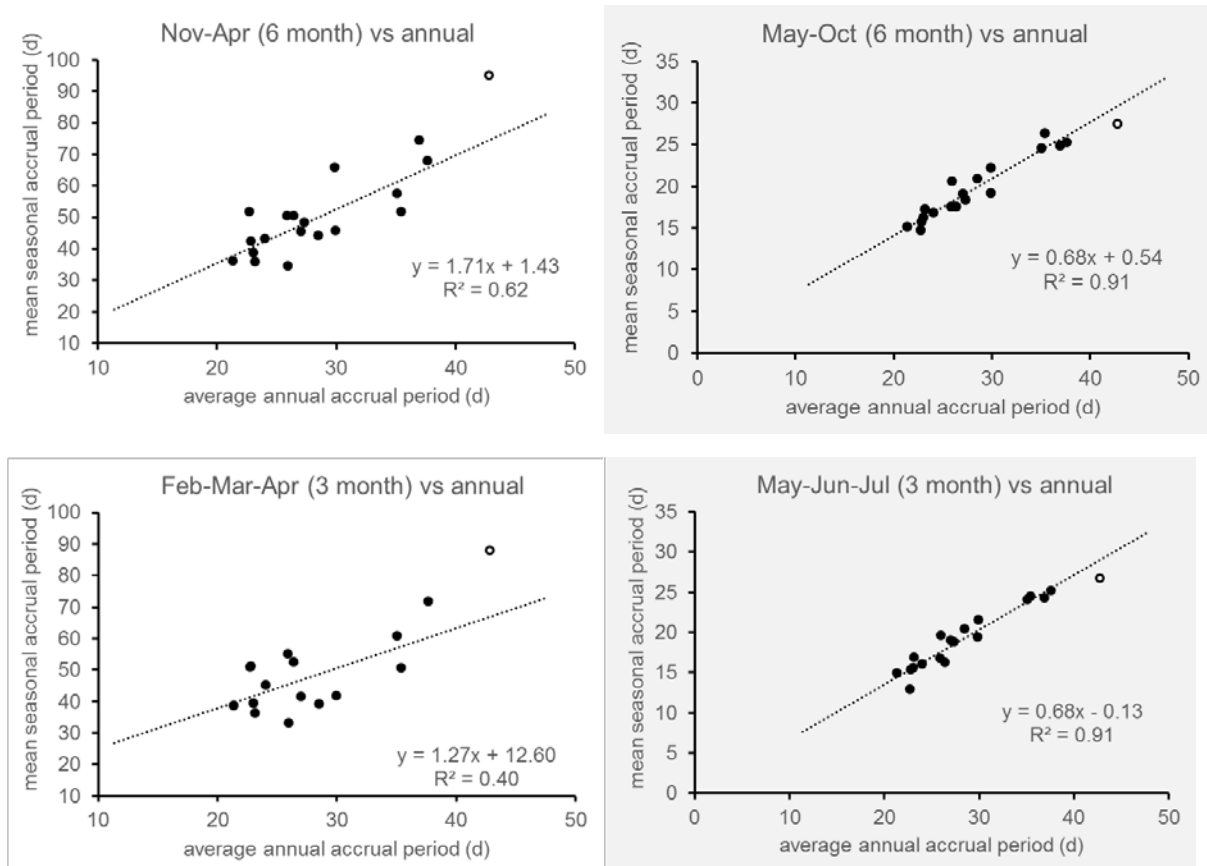 Nov-Apr (6 month) vs annual
mean seasonal accrual period (d)
100
90
80
70
60
50
40
30
20
10
y = 1.71x + 1.43
R² = 0.62
10 20 30 40 50
average annual accrual period (d)
May-Oct (6 month) vs annual
mean seasonal accrual period (d)
35
30
25
20
15
10
5
0
y = 0.68x + 0.54
R² = 0.91
0 10 20 30 40 50
average annual accrual period (d)
Feb-Mar-Apr (3 month) vs annual
mean seasonal accrual period (d)
100
90
80
70
60
50
40
30
20
10
y = 1.27x + 12.60
R² = 0.40
10 20 30 40 50
average annual accrual period (d)
May-Jun-Jul (3 month) vs annual
mean seasonal accrual period (d)
35
30
25
20
15
10
5
0
y = 0.68x - 0.13
R² = 0.91
0 10 20 30 40 50
average annual accrual period (d)